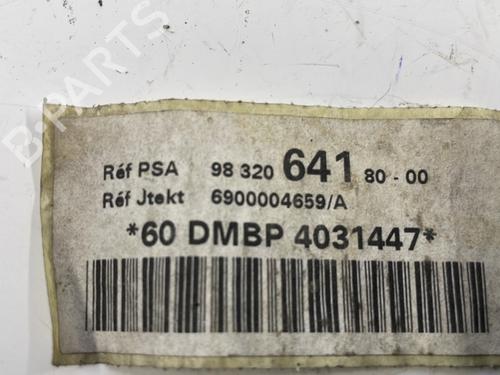 B-PARTS
Réf PSA 98 320 641 80-00
Réf Jtekt 6900004659/A
*60 DMBP 4031447*